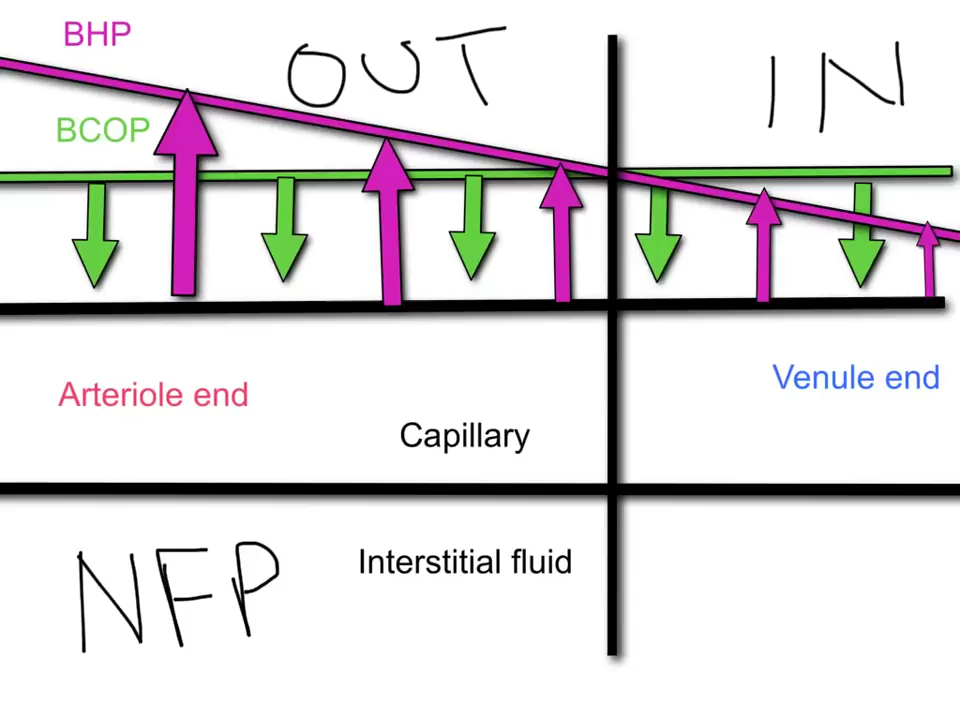 BHP
OUT
IN
BCOP
Arteriole end
Venule end
Capillary
Interstitial fluid
NFP